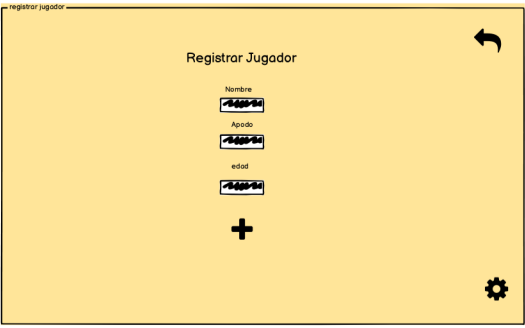 registrar jugador
Registrar Jugador
Nombre
Apodo
edad